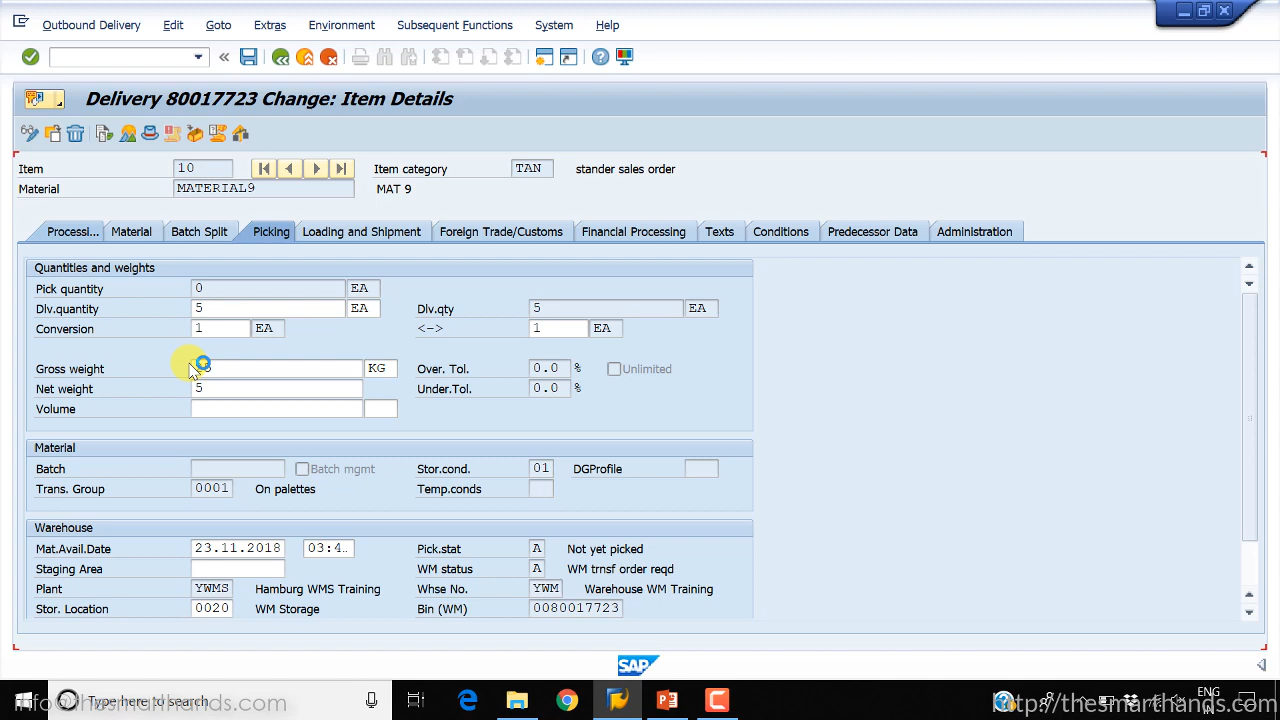 Outbound Delivery Edit Goto Extras Environment Subsequent Functions System Help
Delivery 80017723 Change: Item Details
Item 10 Item category TAN stander sales order
Material MATERIAL9 MAT 9
Processi... Material Batch Split Picking Loading and Shipment Foreign Trade/Customs Financial Processing Texts Conditions Predecessor Data Administration
Quantities and weights
Pick quantity 0 EA
Dlv.quantity 5 EA Dlv.qty 5 EA
Conversion 1 EA <-> 1 EA
Gross weight KG Over. Tol. 0.0 % Unlimited
Net weight 5 Under.Tol. 0.0 %
Volume
Material
Batch Batch mgmt Stor.cond. 01 DGProfile
Trans. Group 0001 On palettes Temp.conds
Warehouse
Mat.Avail.Date 23.11.2018 03:4.. Pick.stat A Not yet picked
Staging Area WM status A WM trnsf order reqd
Plant YWMS Hamburg WMS Training Whse No. YWM Warehouse WM Training
Stor. Location 0020 WM Storage Bin (WM) 0080017723
SAP
Type here to search
info@thesmarthands.com
ENG
IN
http://thesmarthands.com